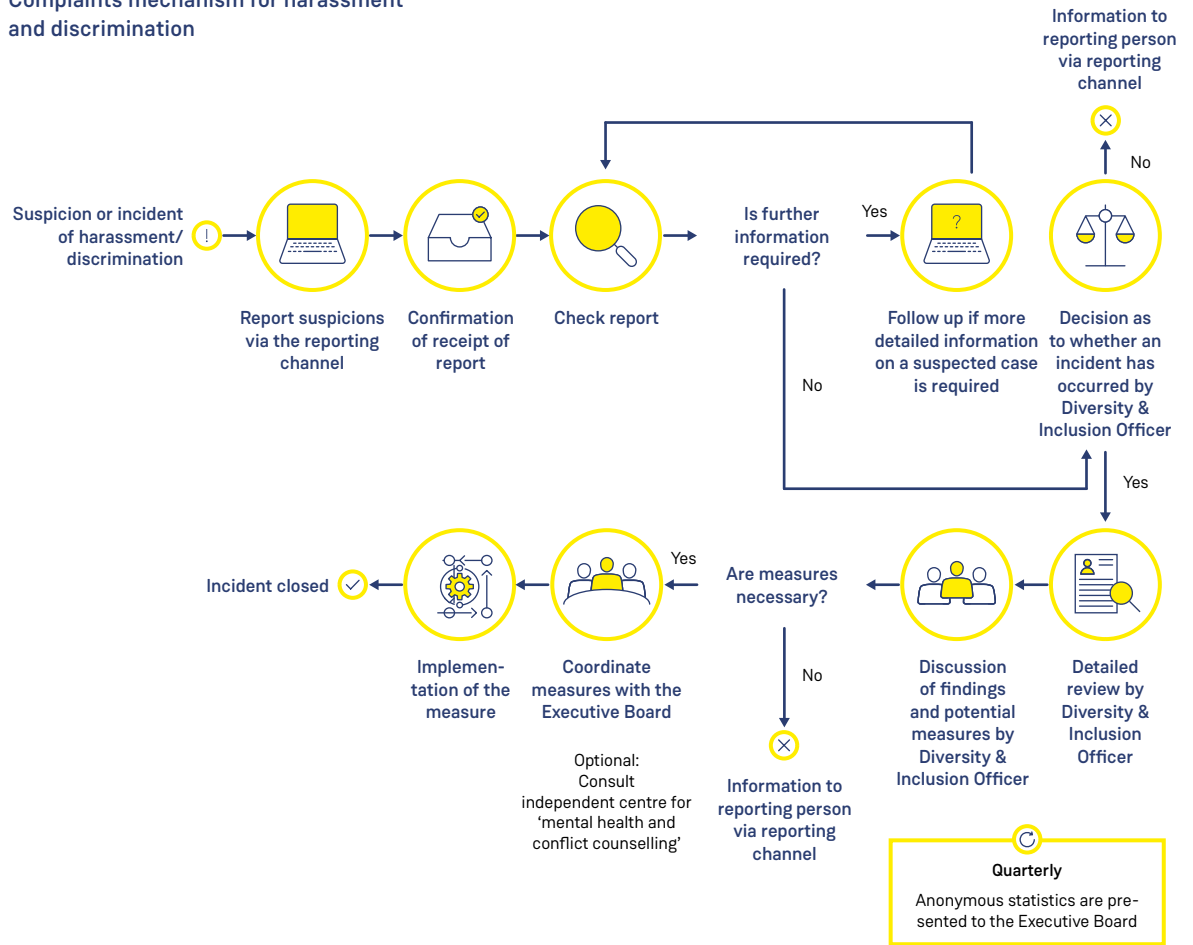 Complaints mechanism for harassment
and discrimination
Information to
reporting person
via reporting
channel
No
Suspicion or incident
of harassment/
discrimination
!
Report suspicions
via the reporting
channel
Confirmation
of receipt of
report
Check report
Is further
information
required?
Yes
No
?
Follow up if more
detailed information
on a suspected case
is required
Decision as
to whether an
incident has
occurred by
Diversity &
Inclusion Officer
Yes
Detailed
review by
Diversity &
Inclusion
Officer
Discussion
of findings
and potential
measures by
Diversity &
Inclusion Officer
Are measures
necessary?
Yes
No
Information to
reporting person
via reporting
channel
Coordinate
measures with the
Executive Board
Optional:
Consult
independent centre for
‘mental health and
conflict counselling’
Implemen-
tation of the
measure
Incident closed
Quarterly
Anonymous statistics are pre-
sented to the Executive Board